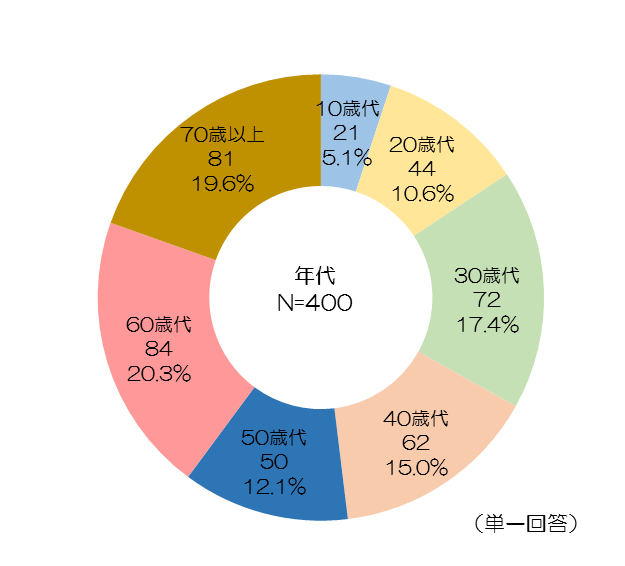 10歳代
21
5.1%
20歳代
44
10.6%
30歳代
72
17.4%
40歳代
62
15.0%
50歳代
50
12.1%
60歳代
84
20.3%
70歳以上
81
19.6%
年代
N=400
（単一回答）